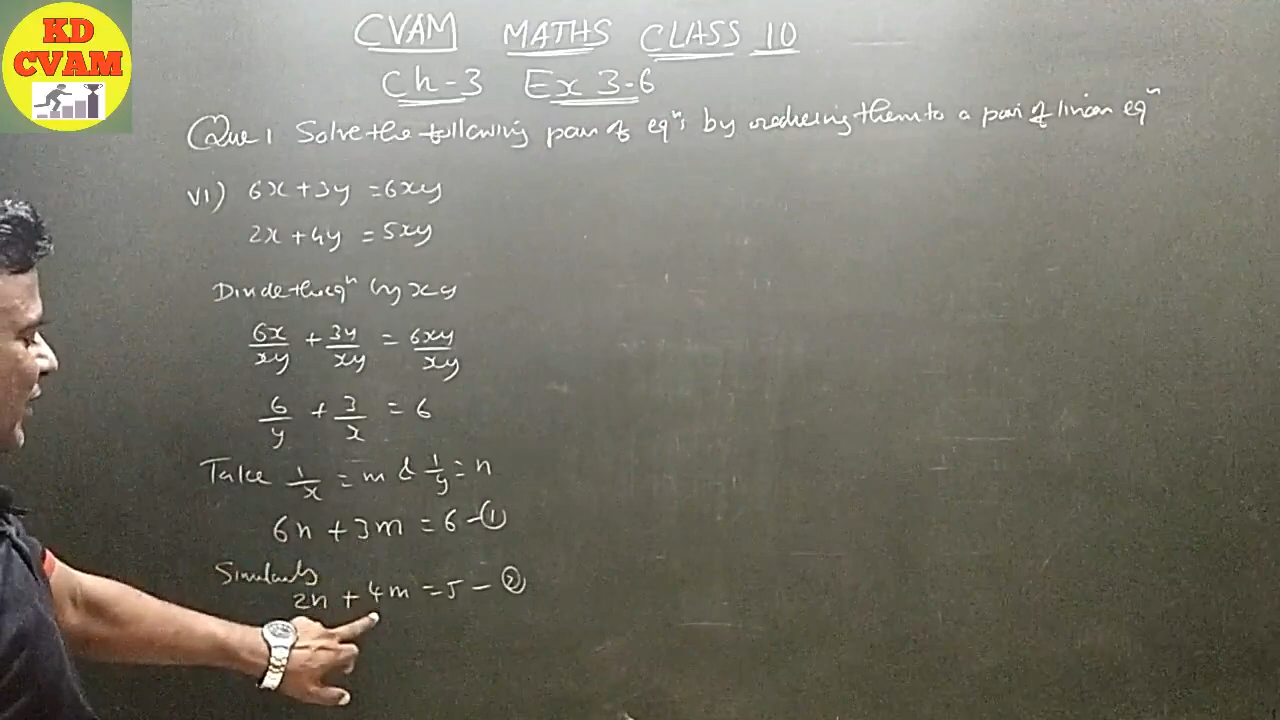 KD
CVAM
CVAM MATHS CLASS 10
Ch-3 Ex 3.6
Que 1 Solve the following pair of eqⁿs by reducing them to a pair of linear eqⁿ
VI) 6x + 3y = 6xy
2x + 4y = 5xy
Divide the eqⁿ by xy
6x/xy + 3y/xy = 6xy/xy
6/y + 3/x = 6
Take 1/x = m & 1/y = n
6n + 3m = 6 - ①
Similarly
2n + 4m = 5 - ②